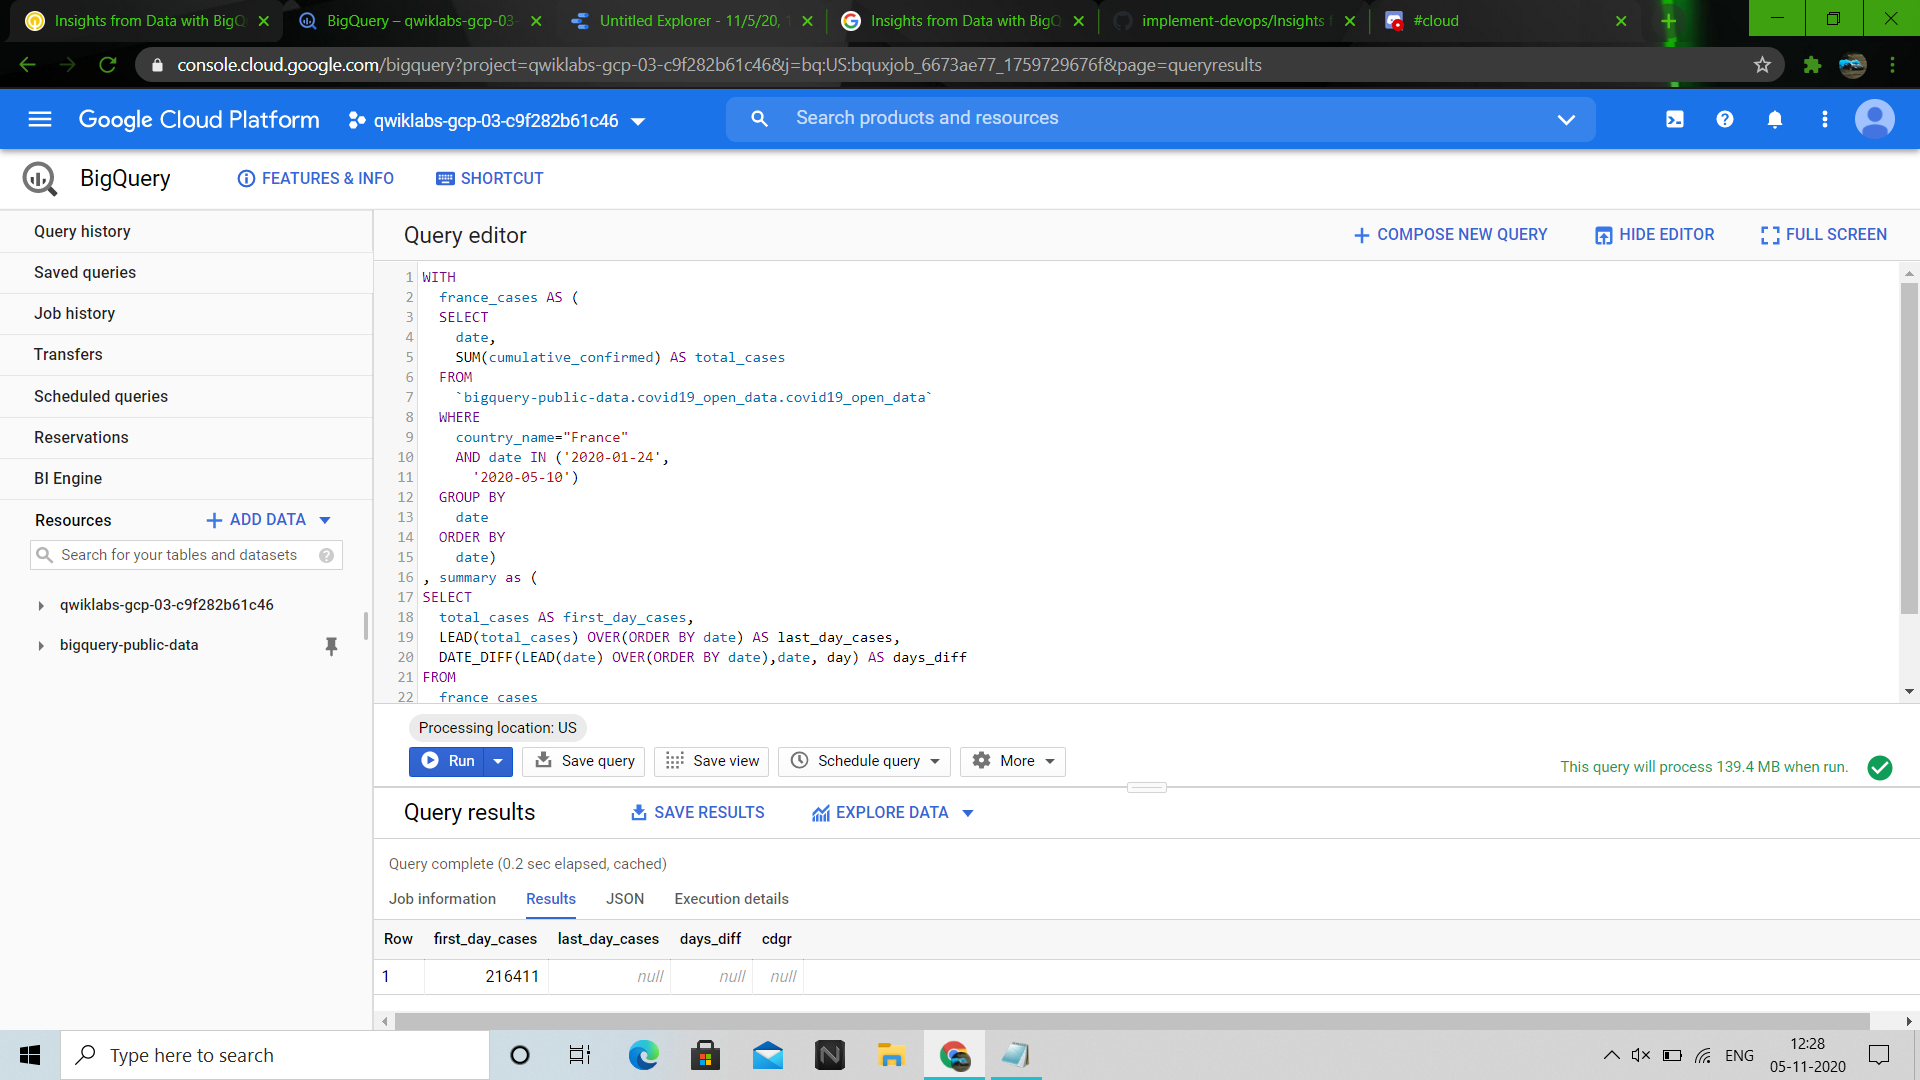 Insights from Data with BigQ
BigQuery – qwiklabs-gcp-03-
Untitled Explorer - 11/5/20, 1
Insights from Data with BigQ
implement-devops/Insights f
#cloud
console.cloud.google.com/bigquery?project=qwiklabs-gcp-03-c9f282b61c46&j=bq:US:bquxjob_6673ae77_1759729676f&page=queryresults
Google Cloud Platform
qwiklabs-gcp-03-c9f282b61c46
Search products and resources
BigQuery
FEATURES & INFO
SHORTCUT
Query history
Saved queries
Job history
Transfers
Scheduled queries
Reservations
BI Engine
Resources
ADD DATA
Search for your tables and datasets
qwiklabs-gcp-03-c9f282b61c46
bigquery-public-data
Query editor
COMPOSE NEW QUERY
HIDE EDITOR
FULL SCREEN
1 WITH
2 france_cases AS (
3 SELECT
4 date,
5 SUM(cumulative_confirmed) AS total_cases
6 FROM
7 `bigquery-public-data.covid19_open_data.covid19_open_data`
8 WHERE
9 country_name="France"
10 AND date IN ('2020-01-24',
11 '2020-05-10')
12 GROUP BY
13 date
14 ORDER BY
15 date)
16 , summary as (
17 SELECT
18 total_cases AS first_day_cases,
19 LEAD(total_cases) OVER(ORDER BY date) AS last_day_cases,
20 DATE_DIFF(LEAD(date) OVER(ORDER BY date),date, day) AS days_diff
21 FROM
22 france_cases
Processing location: US
Run
Save query
Save view
Schedule query
More
This query will process 139.4 MB when run.
Query results
SAVE RESULTS
EXPLORE DATA
Query complete (0.2 sec elapsed, cached)
Job information
Results
JSON
Execution details
Row first_day_cases last_day_cases days_diff cdgr
1 216411 null null null
Type here to search
N
ENG
12:28
05-11-2020